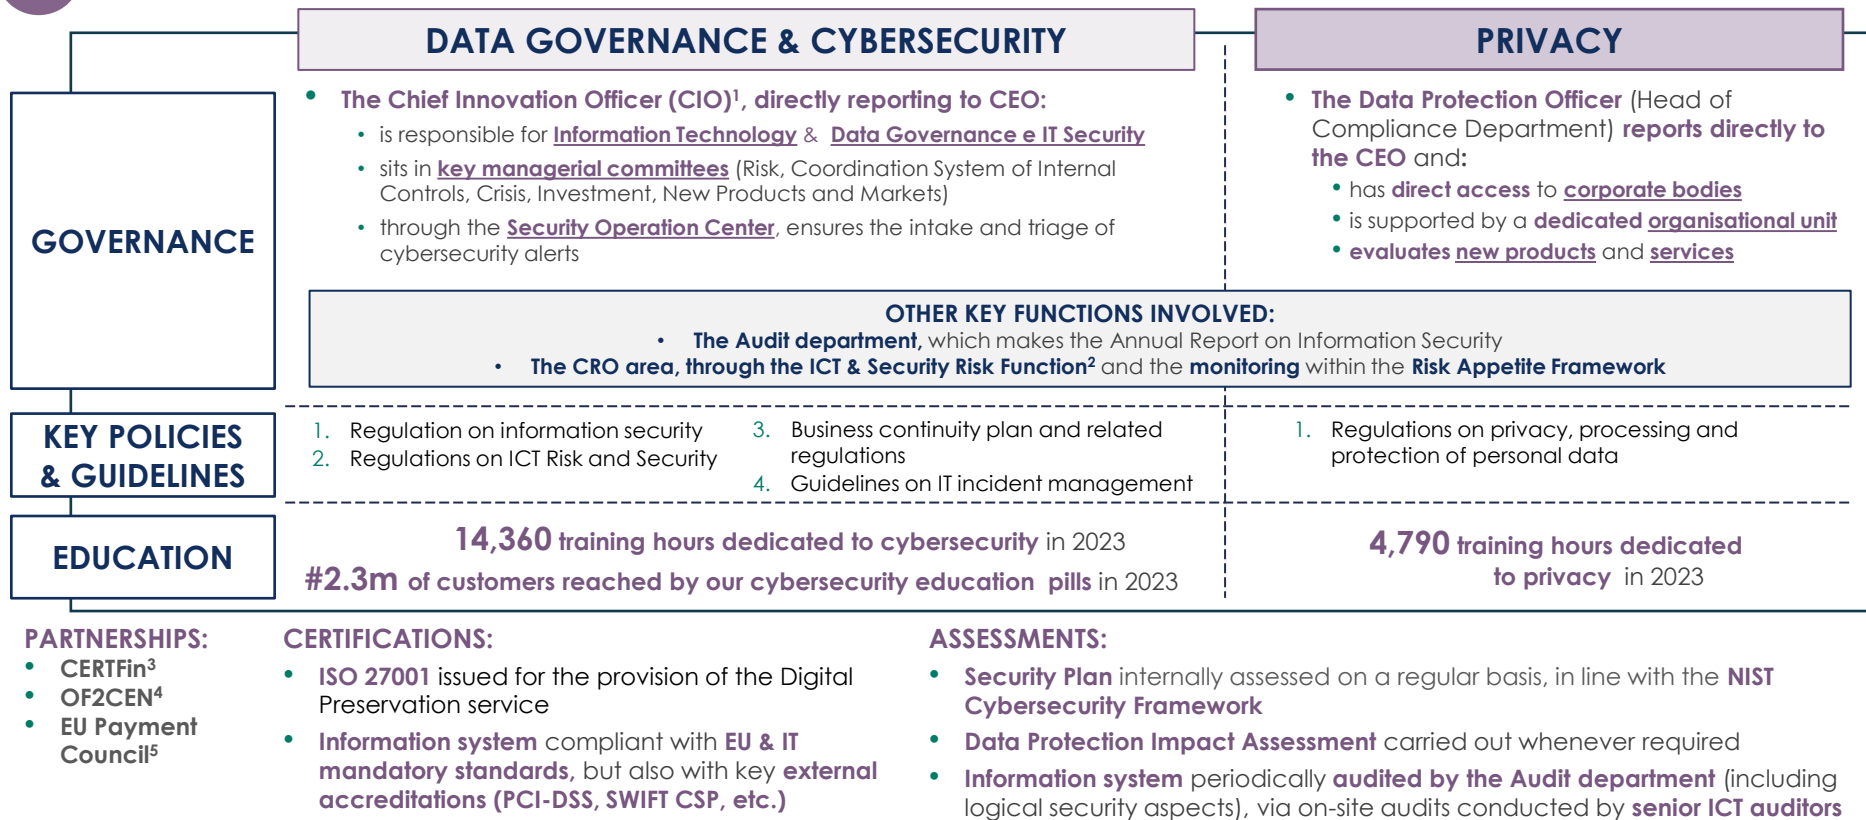 DATA GOVERNANCE & CYBERSECURITY
PRIVACY
GOVERNANCE
• The Chief Innovation Officer (CIO)¹, directly reporting to CEO:
• is responsible for Information Technology & Data Governance e IT Security
• sits in key managerial committees (Risk, Coordination System of Internal
Controls, Crisis, Investment, New Products and Markets)
• through the Security Operation Center, ensures the intake and triage of
cybersecurity alerts
• The Data Protection Officer (Head of
Compliance Department) reports directly to
the CEO and:
• has direct access to corporate bodies
• is supported by a dedicated organisational unit
• evaluates new products and services
OTHER KEY FUNCTIONS INVOLVED:
• The Audit department, which makes the Annual Report on Information Security
• The CRO area, through the ICT & Security Risk Function² and the monitoring within the Risk Appetite Framework
KEY POLICIES
& GUIDELINES
1. Regulation on information security
2. Regulations on ICT Risk and Security
3. Business continuity plan and related
regulations
4. Guidelines on IT incident management
1. Regulations on privacy, processing and
protection of personal data
EDUCATION
14,360 training hours dedicated to cybersecurity in 2023
#2.3m of customers reached by our cybersecurity education pills in 2023
4,790 training hours dedicated
to privacy in 2023
PARTNERSHIPS:
• CERTFin³
• OF2CEN⁴
• EU Payment
Council⁵
CERTIFICATIONS:
• ISO 27001 issued for the provision of the Digital
Preservation service
• Information system compliant with EU & IT
mandatory standards, but also with key external
accreditations (PCI-DSS, SWIFT CSP, etc.)
ASSESSMENTS:
• Security Plan internally assessed on a regular basis, in line with the NIST
Cybersecurity Framework
• Data Protection Impact Assessment carried out whenever required
• Information system periodically audited by the Audit department (including
logical security aspects), via on-site audits conducted by senior ICT auditors